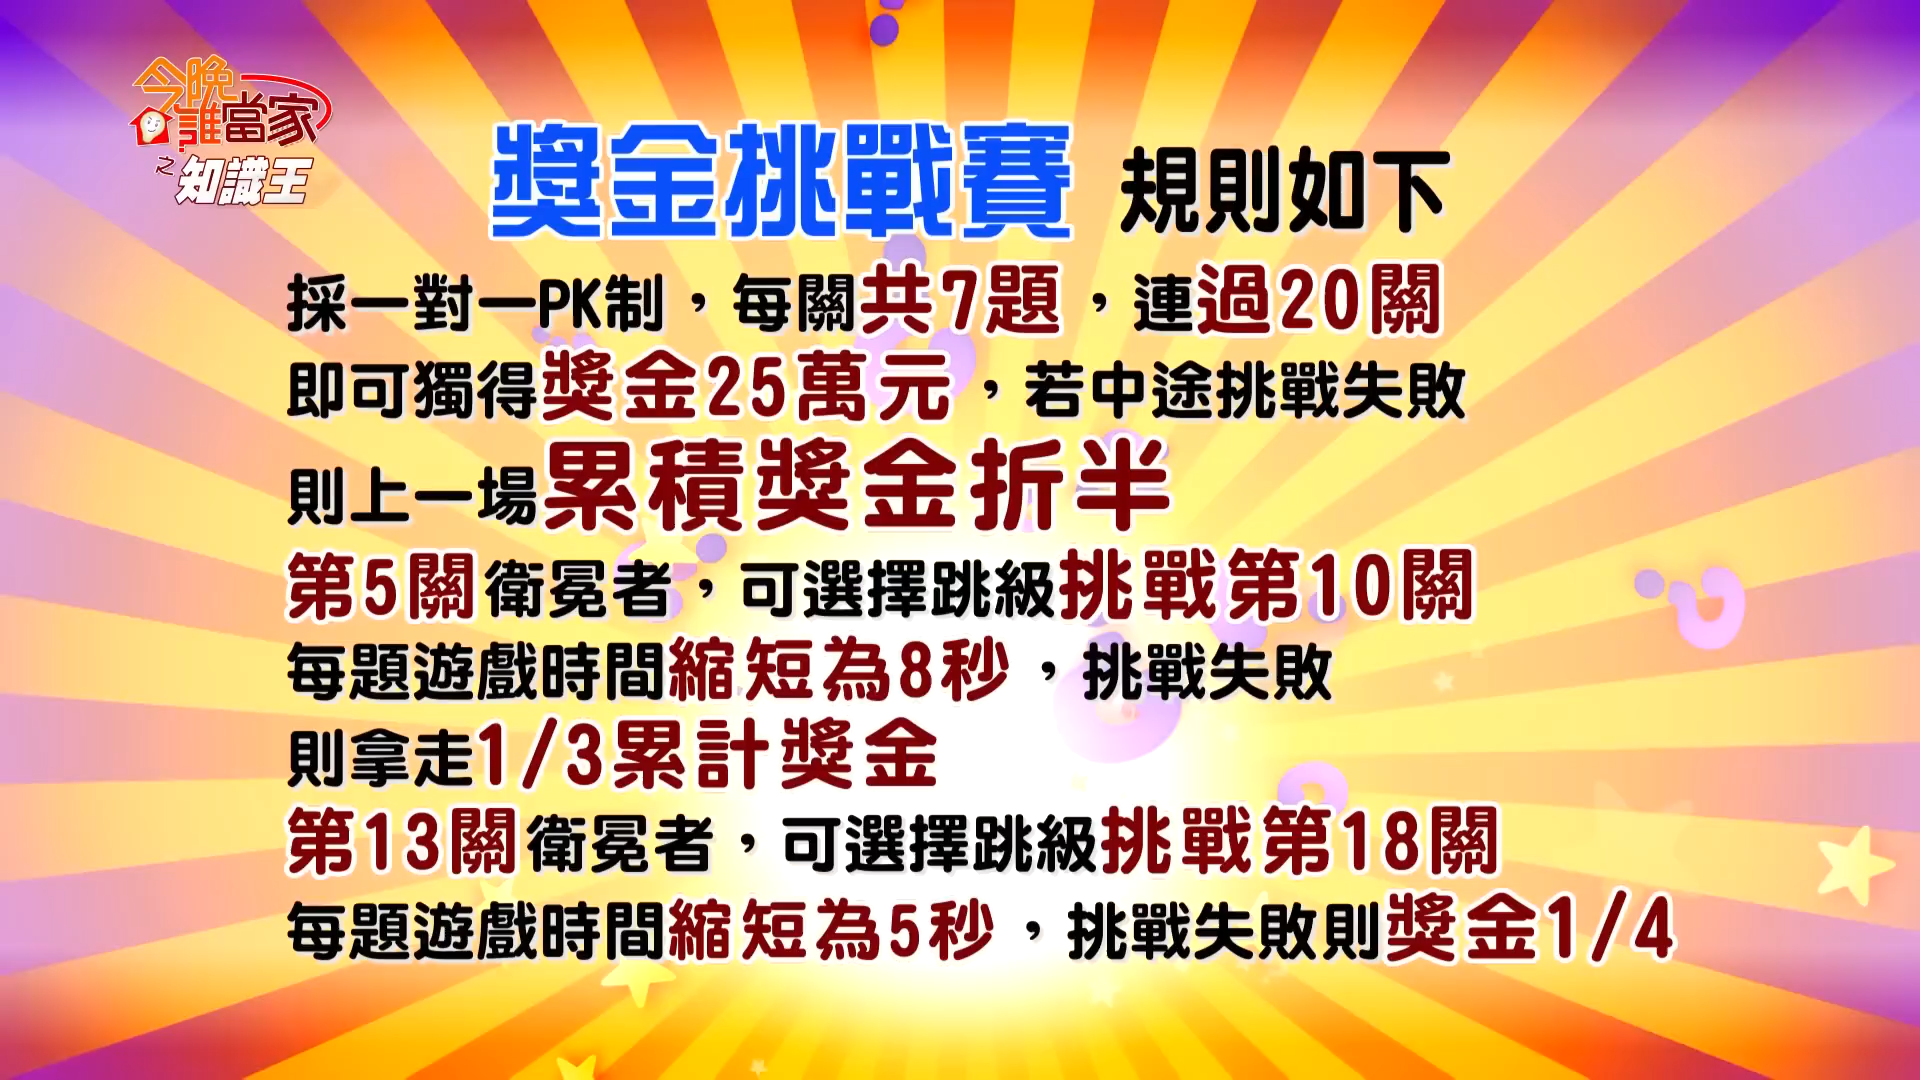 今晚
誰當家
之知識王
獎金挑戰賽 規則如下
採一對一PK制，每關共7題，連過20關
即可獨得獎金25萬元，若中途挑戰失敗
則上一場累積獎金折半
第5關衛冕者，可選擇跳級挑戰第10關
每題遊戲時間縮短為8秒，挑戰失敗
則拿走1/3累計獎金
第13關衛冕者，可選擇跳級挑戰第18關
每題遊戲時間縮短為5秒，挑戰失敗則獎金1/4